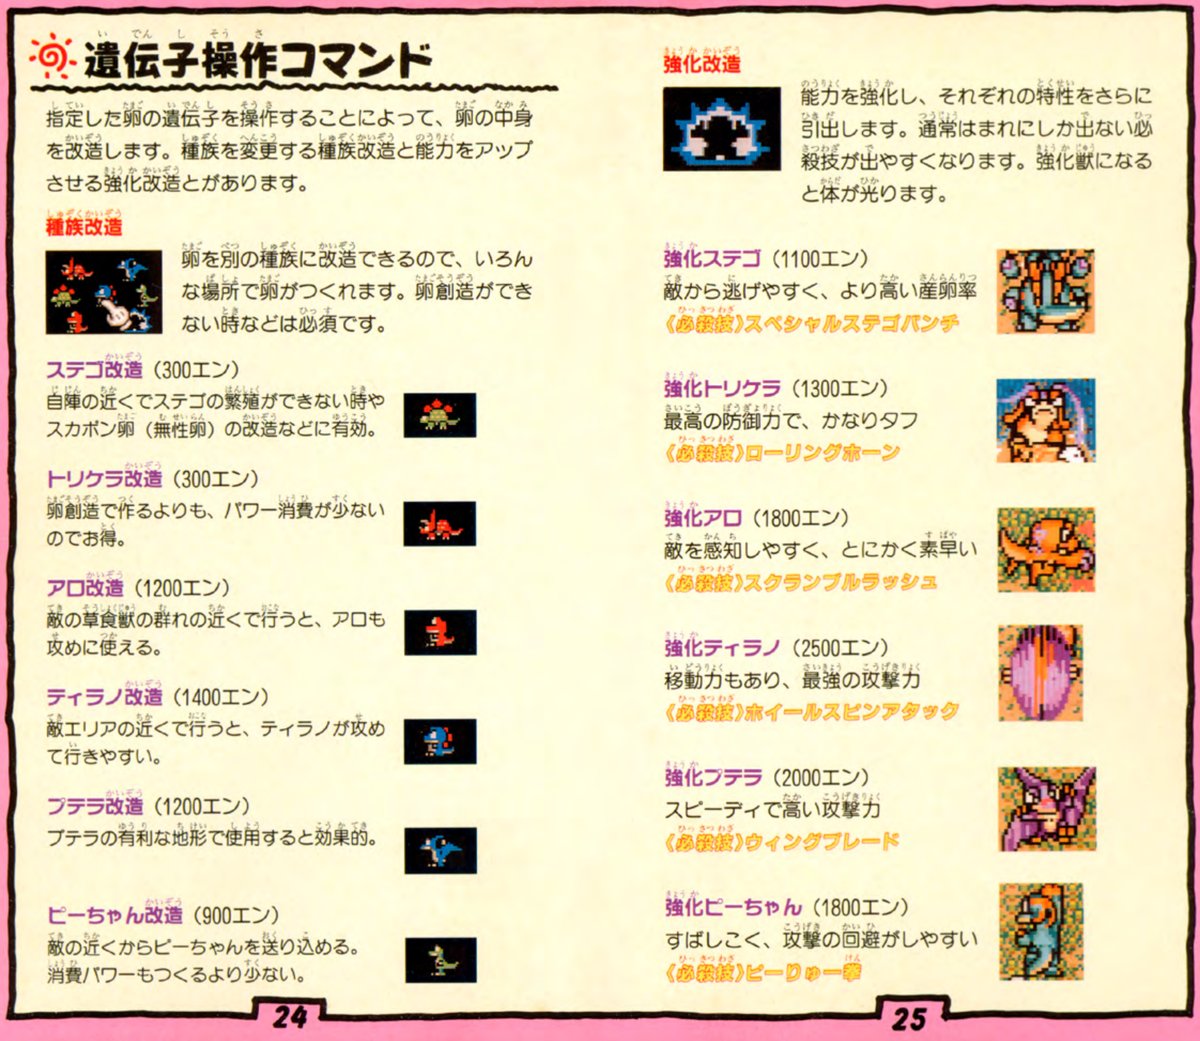 遺伝子操作コマンド
指定した卵の遺伝子を操作することによって、卵の中身
を改造します。種族を変更する種族改造と能力をアップ
させる強化改造とがあります。
種族改造
卵を別の種族に改造できるので、いろん
な場所で卵がつくれます。卵創造ができ
ない時などは必須です。
ステゴ改造（300エン）
自陣の近くでステゴの繁殖ができない時や
スカポン卵（無性卵）の改造などに有効。
トリケラ改造（300エン）
卵創造で作るよりも、パワー消費が少ない
のでお得。
アロ改造（1200エン）
敵の草食獣の群れの近くで行うと、アロも
攻めに使える。
ティラノ改造（1400エン）
敵エリアの近くで行うと、ティラノが攻め
て行きやすい。
プテラ改造（1200エン）
プテラの有利な地形で使用すると効果的。
ピーちゃん改造（900エン）
敵の近くからピーちゃんを送り込める。
消費パワーもつくるより少ない。
24
強化改造
能力を強化し、それぞれの特性をさらに
引出します。通常はまれにしか出ない必
殺技が出やすくなります。強化獣になる
と体が光ります。
強化ステゴ（1100エン）
敵から逃げやすく、より高い産卵率
〈必殺技〉スペシャルステゴパンチ
強化トリケラ（1300エン）
最高の防御力で、かなりタフ
〈必殺技〉ローリングホーン
強化アロ（1800エン）
敵を感知しやすく、とにかく素早い
〈必殺技〉スクランブルラッシュ
強化ティラノ（2500エン）
移動力もあり、最強の攻撃力
〈必殺技〉ホイールスピンアタック
強化プテラ（2000エン）
スピーディで高い攻撃力
〈必殺技〉ウィングブレード
強化ピーちゃん（1800エン）
すばしこく、攻撃の回避がしやすい
〈必殺技〉ピーりゅー拳
25